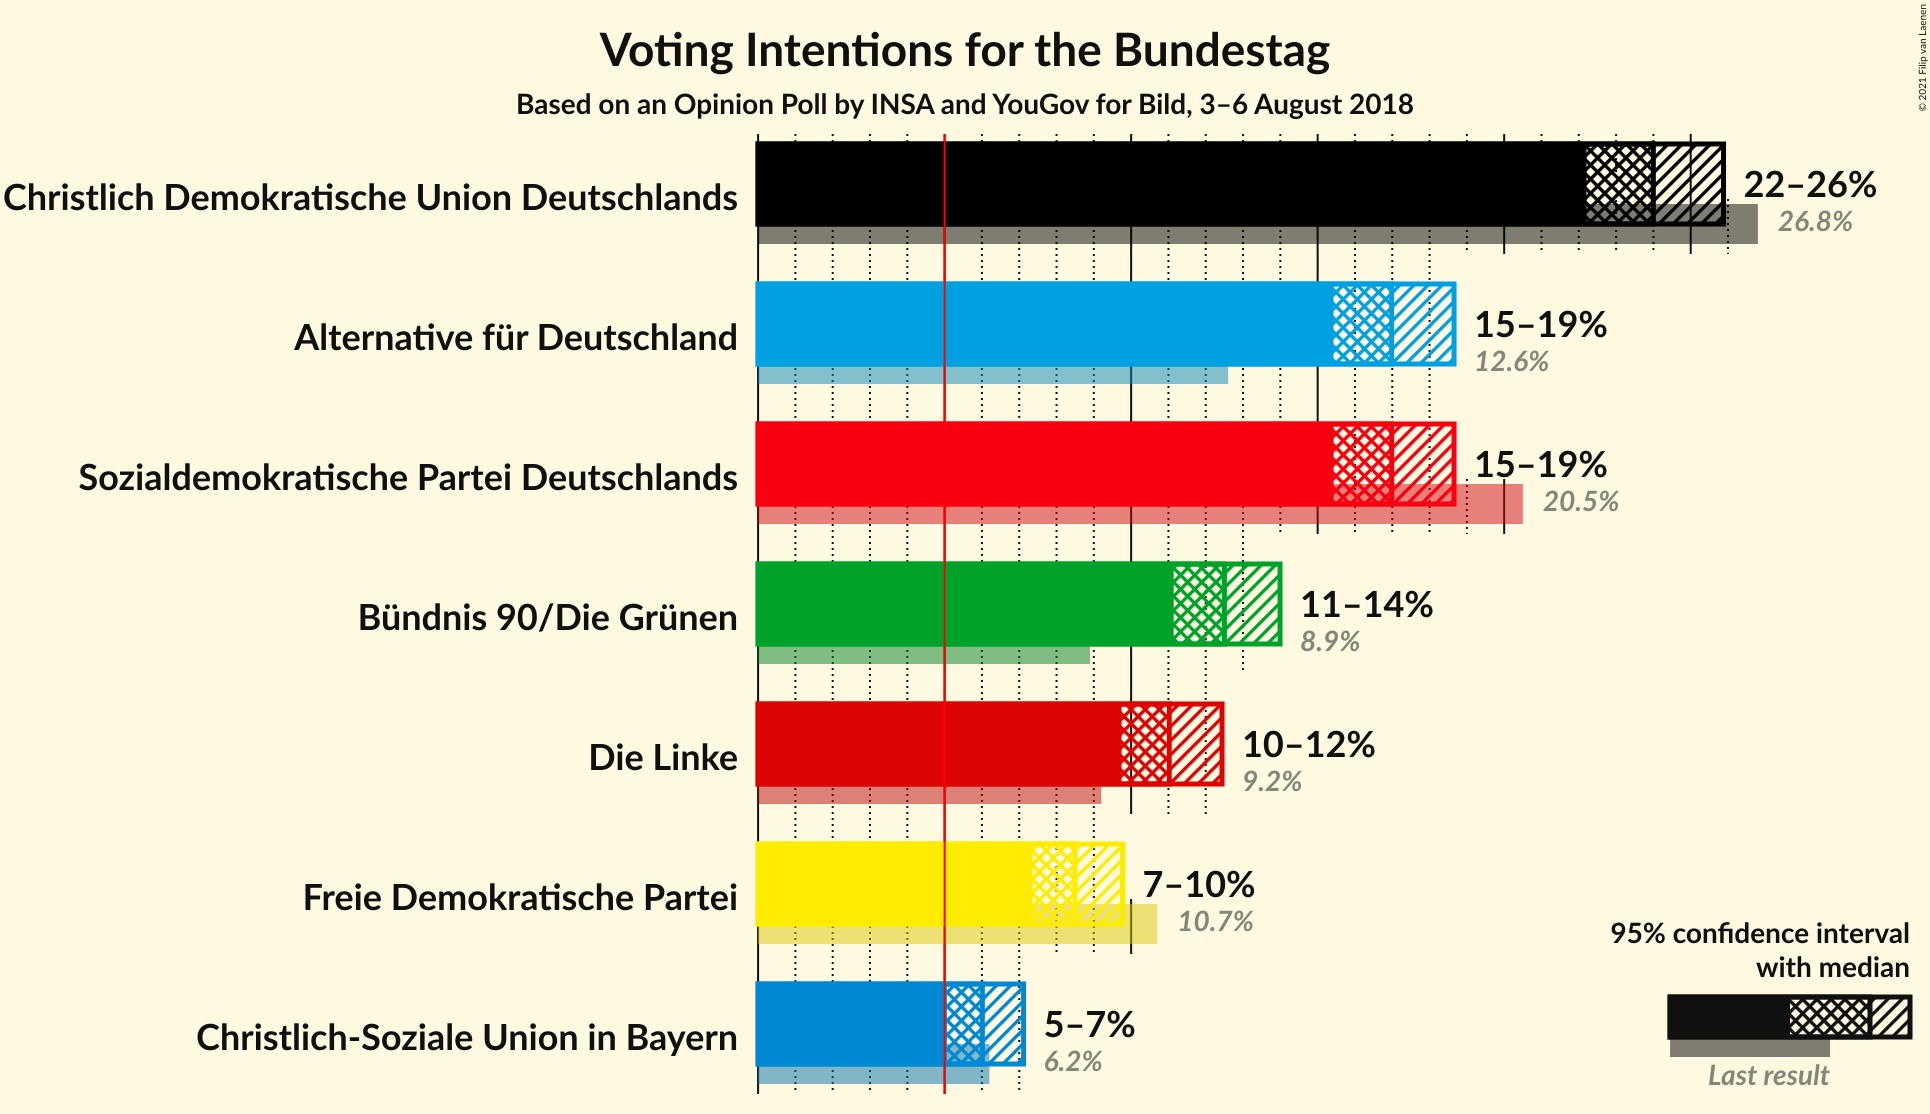 Voting Intentions for the Bundestag
Based on an Opinion Poll by INSA and YouGov for Bild, 3–6 August 2018
© 2021 Filip van Laenen
Christlich Demokratische Union Deutschlands
22–26%
26.8%
Alternative für Deutschland
15–19%
12.6%
Sozialdemokratische Partei Deutschlands
15–19%
20.5%
Bündnis 90/Die Grünen
11–14%
8.9%
Die Linke
10–12%
9.2%
Freie Demokratische Partei
7–10%
10.7%
Christlich-Soziale Union in Bayern
5–7%
6.2%
95% confidence interval
with median
Last result